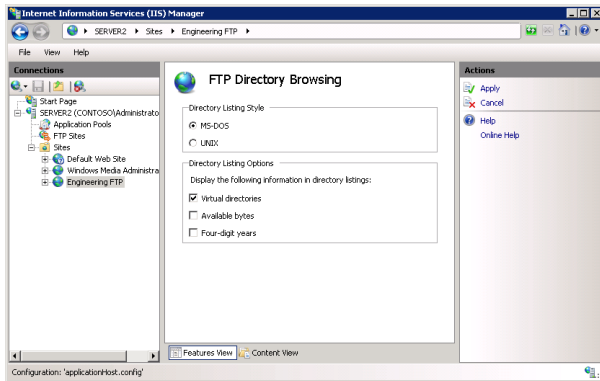 Internet Information Services (IIS) Manager
SERVER2 ▸ Sites ▸ Engineering FTP ▸
File View Help
Connections
Start Page
SERVER2 (CONTOSO\Administrato
Application Pools
FTP Sites
Sites
Default Web Site
Windows Media Administra
Engineering FTP
FTP Directory Browsing
Directory Listing Style
MS-DOS
UNIX
Directory Listing Options
Display the following information in directory listings:
Virtual directories
Available bytes
Four-digit years
Features View Content View
Actions
Apply
Cancel
Help
Online Help
Configuration: 'applicationHost.config'